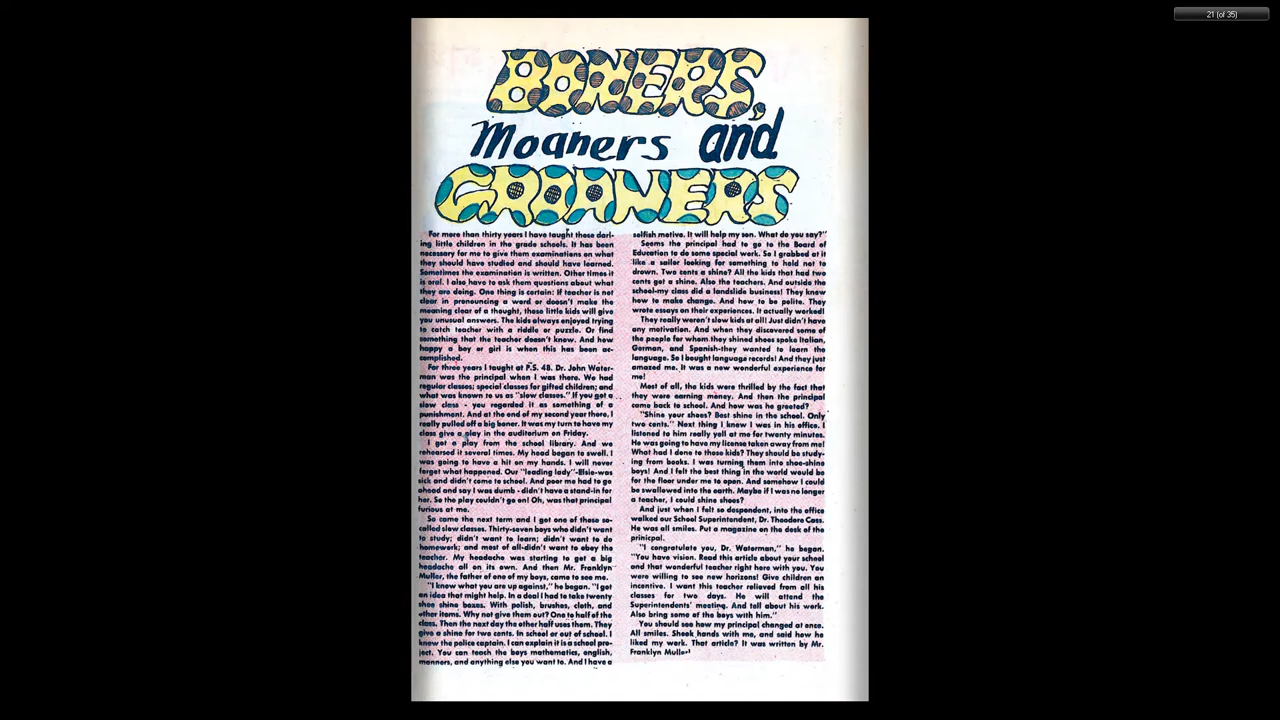 21 (of 35)
BONERS,
Moaners and
GROANERS
For more than thirty years I have taught those dar-
ing little children in the grade schools. It has been
necessary for me to give them examinations on what
they should have studied and should have learned.
Sometimes the examination is written. Other times it
is oral. I also have to ask them questions about what
they are doing. One thing is certain: If teacher is not
clear in pronouncing a word or doesn't make the
meaning clear of a thought, those little kids will give
you unusual answers. The kids always enjoyed trying
to catch teacher with a riddle or puzzle. Or find
something that the teacher doesn't know. And how
happy a boy or girl is when this has been ac-
complished.
For three years I taught at P.S. 48. Dr. John Water-
man was the principal when I was there. We had
regular classes; special classes for gifted children; and
what was known to us as "slow classes." If you got a
slow class - you regarded it as something of a
punishment. And at the end of my second year there, I
really pulled off a big boner. It was my turn to have my
class give a play in the auditorium on Friday.
I got a play from the school library. And we
rehearsed it several times. My head began to swell. I
was going to have a hit on my hands. I will never
forget what happened. Our "leading lady"-Elsie-was
sick and didn't come to school. And poor me had to go
ahead and say I was dumb - didn't have a stand-in for
her. So the play couldn't go on! Oh, was that principal
furious at me.
So came the next term and I got one of these so-
called slow classes. Thirty-seven boys who didn't want
to study; didn't want to learn; didn't want to do
homework; and most of all-didn't want to obey the
teacher. My headache was starting to get a big
headache all on its own. And then Mr. Franklyn
Muller, the father of one of my boys, came to see me.
"I know what you are up against," he began. "I got
an idea that might help. In a deal I had to take twenty
shoe shine boxes. With polish, brushes, cloth, and
other items. Why not give them out? One to half of the
class. Then the next day the other half uses them. They
give a shine for two cents. In school or out of school. I
know the police captain. I can explain it is a school pro-
ject. You can teach the boys mathematics, english,
manners, and anything else you want to. And I have a
selfish motive. It will help my son. What do you say?"
Seems the principal had to go to the Board of
Education to do some special work. So I grabbed at it
like a sailor looking for something to hold not to
drown. Two cents a shine? All the kids that had two
cents got a shine. Also the teachers. And outside the
school-my class did a landslide business! They knew
how to make change. And how to be polite. They
wrote essays on their experiences. It actually worked!
They really weren't slow kids at all! Just didn't have
any motivation. And when they discovered some of
the people for whom they shined shoes spoke Italian,
German, and Spanish-they wanted to learn the
language. So I bought language records! And they just
amazed me. It was a new wonderful experience for
me!
Most of all, the kids were thrilled by the fact that
they were earning money. And then the principal
came back to school. And how was he greeted?
"Shine your shoes? Best shine in the school. Only
two cents." Next thing I knew I was in his office. I
listened to him really yell at me for twenty minutes.
He was going to have my license taken away from me!
What had I done to those kids? They should be study-
ing from books. I was turning them into shoe-shine
boys! And I felt the best thing in the world would be
for the floor under me to open. And somehow I could
be swallowed into the earth. Maybe if I was no longer
a teacher, I could shine shoes?
And just when I felt so despondent, into the office
walked our School Superintendent, Dr. Theodore Cass.
He was all smiles. Put a magazine on the desk of the
prinicpal.
"I congratulate you, Dr. Waterman," he began.
"You have vision. Read this article about your school
and that wonderful teacher right here with you. You
were willing to see new horizons! Give children an
incentive. I want this teacher relieved from all his
classes for two days. He will attend the
Superintendents' meeting. And tell about his work.
Also bring some of the boys with him."
You should see how my principal changed at once.
All smiles. Shook hands with me, and said how he
liked my work. That article? It was written by Mr.
Franklyn Muller!